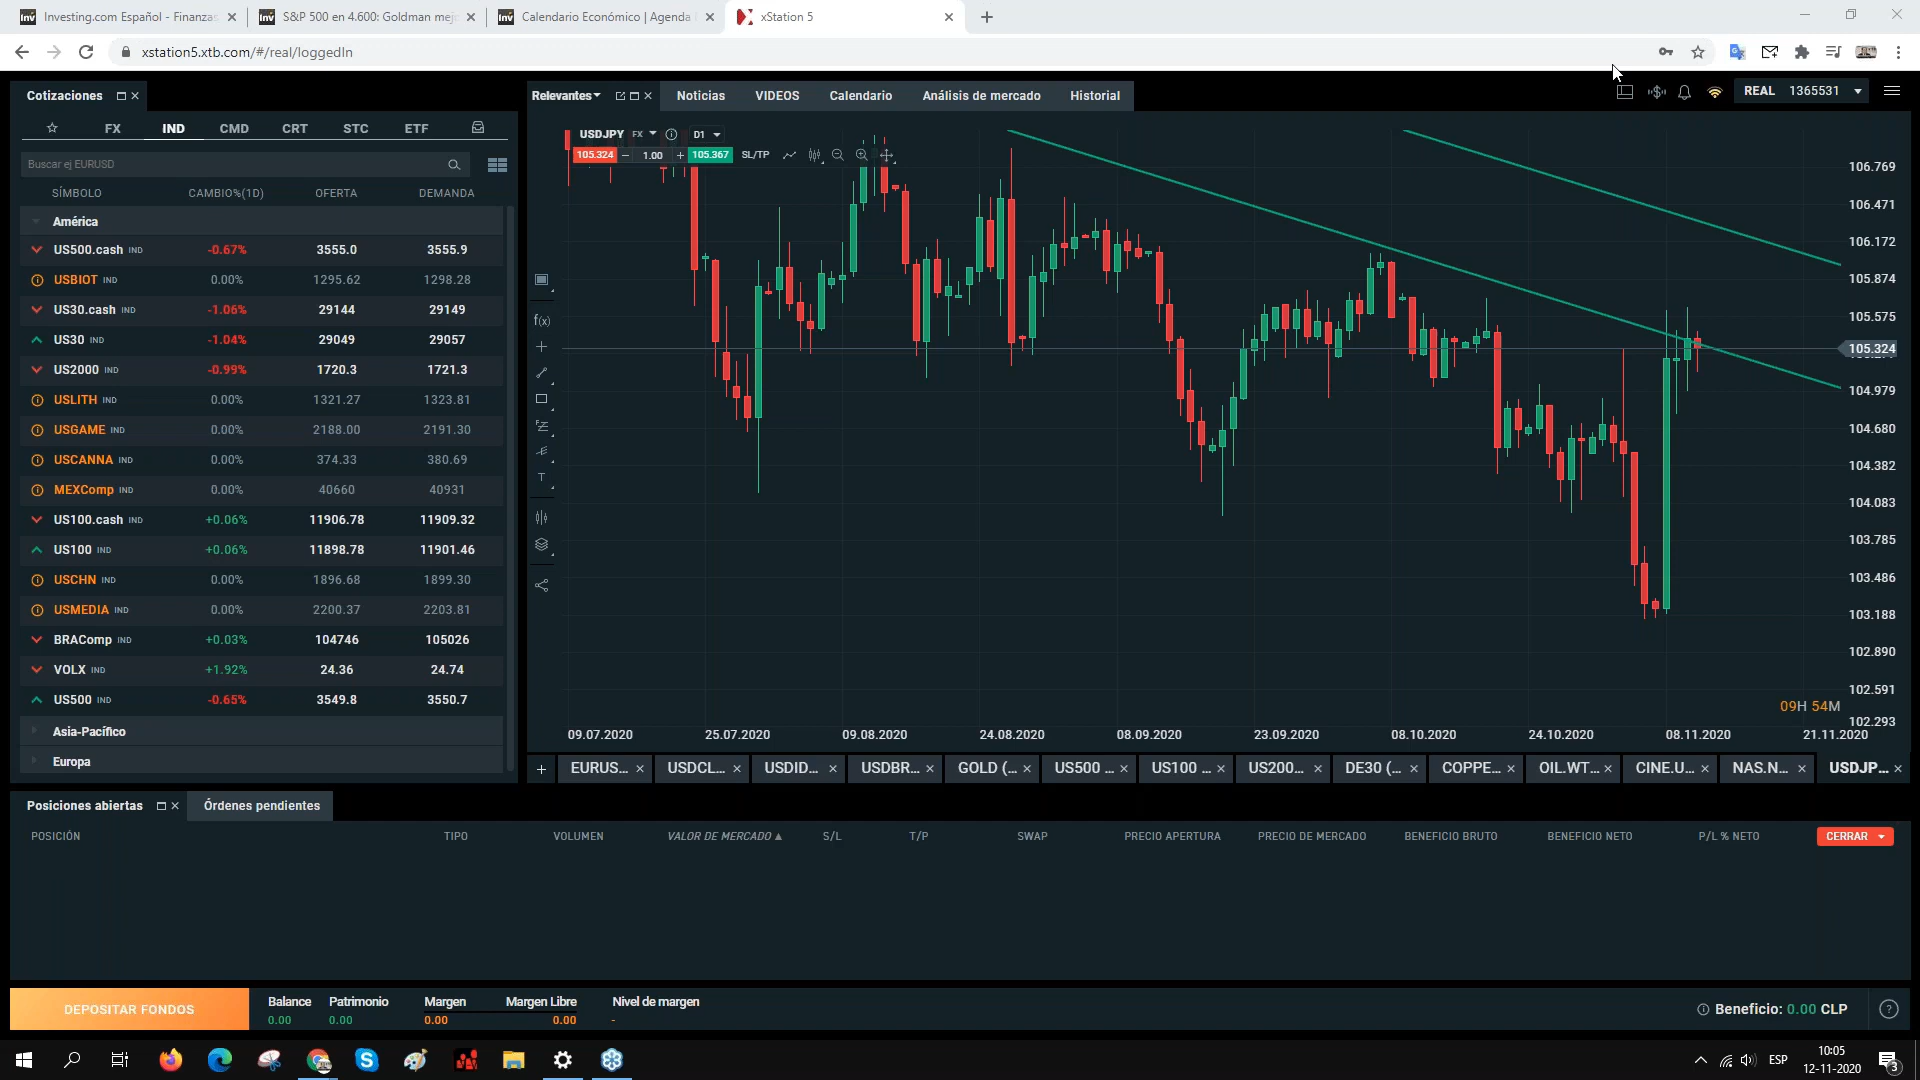 Investing.com Español - Finanzas
S&P 500 en 4.600: Goldman mej
Calendario Económico | Agenda
xStation 5
xstation5.xtb.com/#/real/loggedIn
Cotizaciones
Relevantes
Noticias
VIDEOS
Calendario
Análisis de mercado
Historial
REAL 1365531
FX IND CMD CRT STC ETF
Buscar ej EURUSD
SÍMBOLO CAMBIO%(1D) OFERTA DEMANDA
América
US500.cash IND -0.67% 3555.0 3555.9
USBIOT IND 0.00% 1295.62 1298.28
US30.cash IND -1.06% 29144 29149
US30 IND -1.04% 29049 29057
US2000 IND -0.99% 1720.3 1721.3
USLITH IND 0.00% 1321.27 1323.81
USGAME IND 0.00% 2188.00 2191.30
USCANNA IND 0.00% 374.33 380.69
MEXComp IND 0.00% 40660 40931
US100.cash IND +0.06% 11906.78 11909.32
US100 IND +0.06% 11898.78 11901.46
USCHN IND 0.00% 1896.68 1899.30
USMEDIA IND 0.00% 2200.37 2203.81
BRAComp IND +0.03% 104746 105026
VOLX IND +1.92% 24.36 24.74
US500 IND -0.65% 3549.8 3550.7
Asia-Pacífico
Europa
USDJPY FX D1
105.324 − 1.00 + 105.367 SL/TP
f(x)
T
106.769
106.471
106.172
105.874
105.575
105.324
104.979
104.680
104.382
104.083
103.785
103.486
103.188
102.890
102.591
102.293
09H 54M
09.07.2020 25.07.2020 09.08.2020 24.08.2020 08.09.2020 23.09.2020 08.10.2020 24.10.2020 08.11.2020 21.11.2020
+ EURUS... USDCL... USDID... USDBR... GOLD (... US500 ... US100 ... US200... DE30 (... COPPE... OIL.WT... CINE.U... NAS.N... USDJP...
Posiciones abiertas
Órdenes pendientes
POSICIÓN TIPO VOLUMEN VALOR DE MERCADO S/L T/P SWAP PRECIO APERTURA PRECIO DE MERCADO BENEFICIO BRUTO BENEFICIO NETO P/L % NETO CERRAR
DEPOSITAR FONDOS
Balance Patrimonio Margen Margen Libre Nivel de margen
0.00 0.00 0.00 0.00 -
Beneficio: 0.00 CLP
ESP
10:05
12-11-2020
3